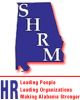 SHRM
HR
Leading People
Leading Organizations
Making Alabama Stronger